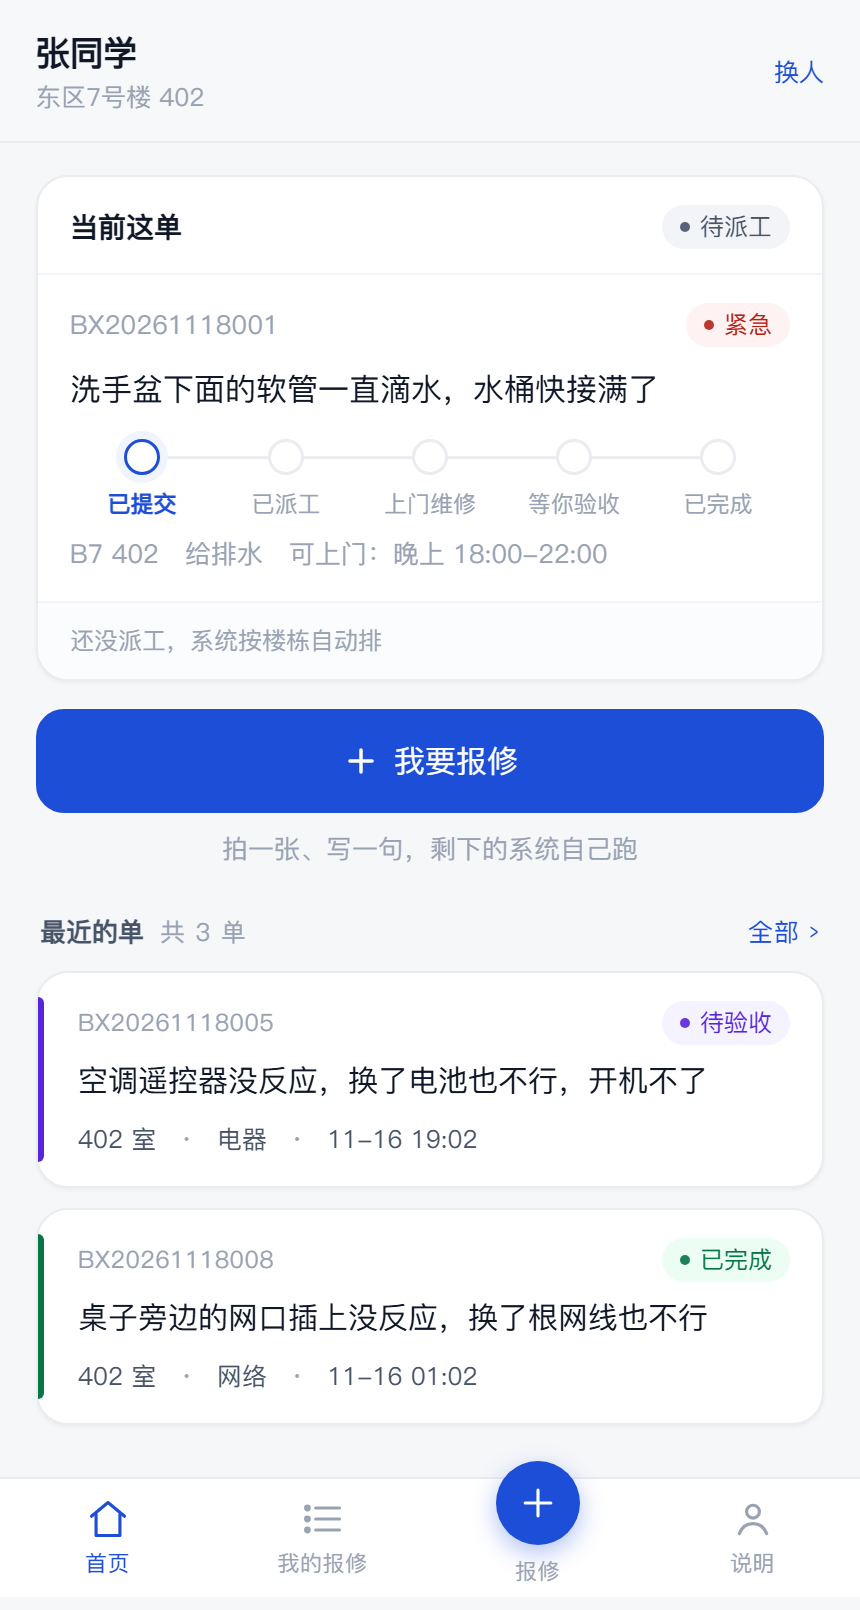 张同学
东区7号楼 402
换人
当前这单
待派工
BX20261118001
紧急
洗手盆下面的软管一直滴水，水桶快接满了
已提交 已派工 上门维修 等你验收 已完成
B7 402 给排水 可上门：晚上 18:00–22:00
还没派工，系统按楼栋自动排
我要报修
拍一张、写一句，剩下的系统自己跑
最近的单 共 3 单
全部 ›
BX20261118005
待验收
空调遥控器没反应，换了电池也不行，开机不了
402 室 · 电器 · 11–16 19:02
BX20261118008
已完成
桌子旁边的网口插上没反应，换了根网线也不行
402 室 · 网络 · 11–16 01:02
首页 我的报修 报修 说明